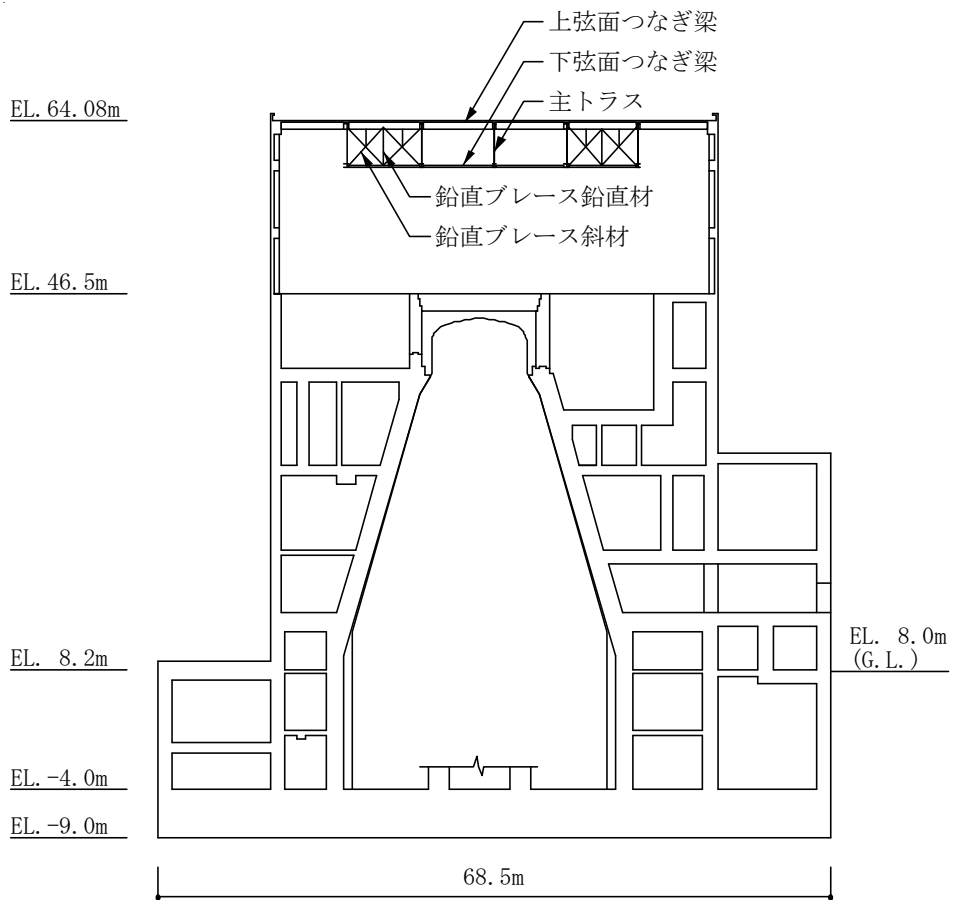 上弦面つなぎ梁
下弦面つなぎ梁
主トラス
EL. 64.08m
鉛直ブレース鉛直材
鉛直ブレース斜材
EL. 46.5m
EL. 8.2m
EL. 8.0m
(G.L.)
EL. -4.0m
EL. -9.0m
68.5m